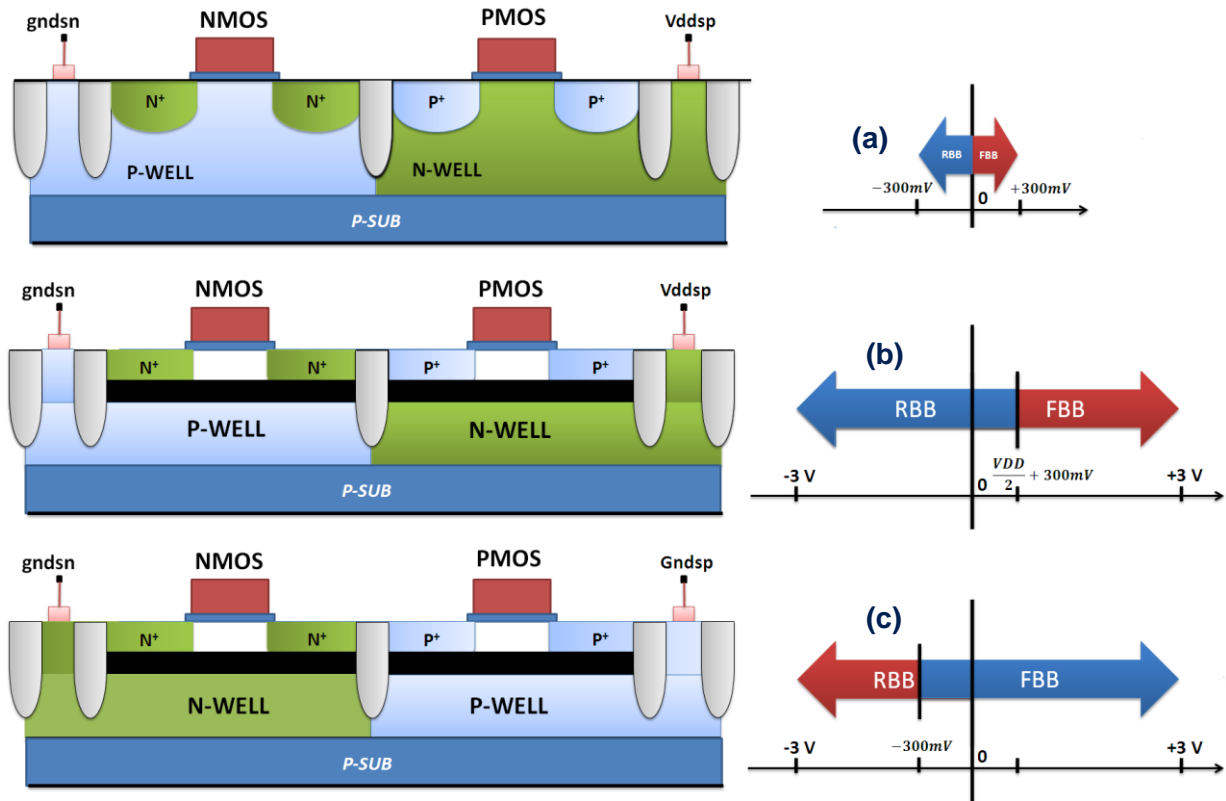 NMOS
PMOS
gndsn
Vddsp
N+
N+
P+
P+
P-WELL
N-WELL
P-SUB
(a)
RBB
FBB
−300mV
0
+300mV
NMOS
PMOS
gndsn
Vddsp
N+
N+
P+
P+
P-WELL
N-WELL
P-SUB
(b)
RBB
FBB
-3 V
0
VDD/2 + 300mV
+3 V
NMOS
PMOS
gndsn
Gndsp
N+
N+
P+
P+
N-WELL
P-WELL
P-SUB
(c)
RBB
FBB
-3 V
−300mV
0
+3 V